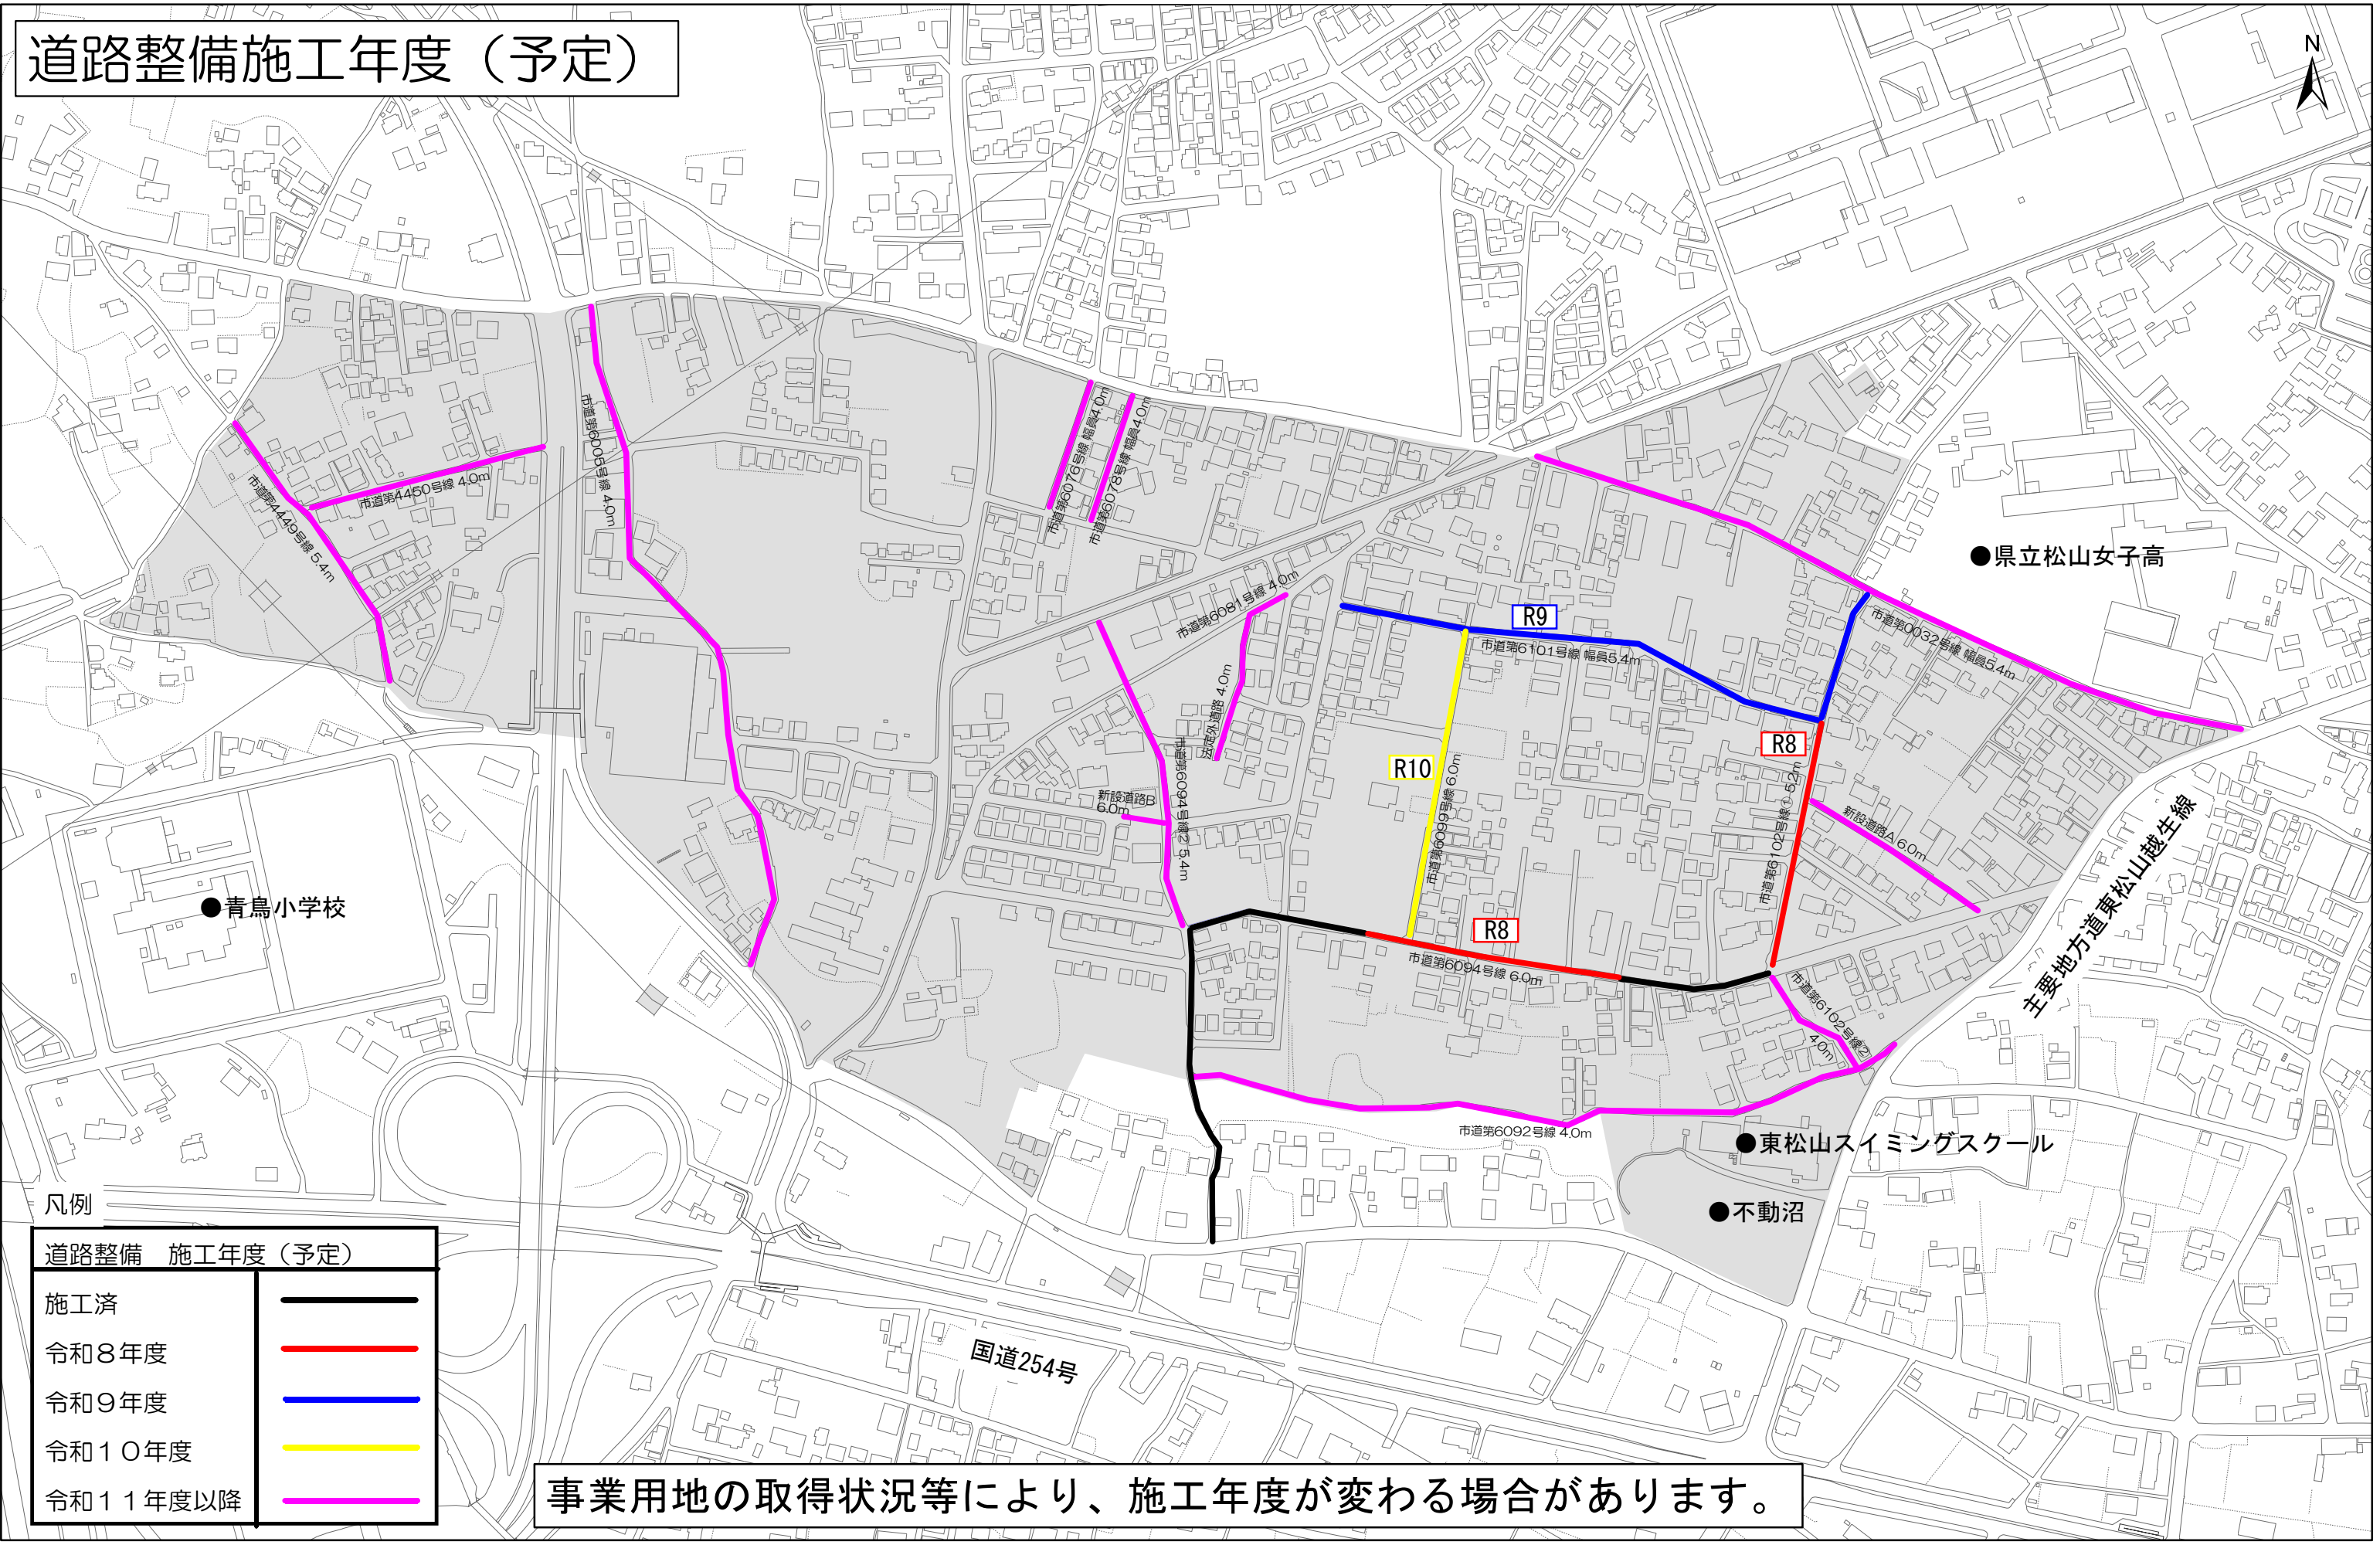 道路整備施工年度（予定）
N
市道第6005号線 4.0m
市道第6076号線 幅員4.0m
市道第6078号線 幅員4.0m
市道第4450号線 4.0m
市道第4449号線 5.4m
●県立松山女子高
市道第6081号線 4.0m
R9
市道第6101号線 幅員5.4m
市道第0032号線 幅員5.4m
法定外道路 4.0m
R8
R10
市道第6094号線2 5.4m
新設道路B
6.0m
市道第6099号線 6.0m
市道第6102号線1 5.2m
新設道路A 6.0m
主要地方道東松山越生線
●青鳥小学校
R8
市道第6094号線 6.0m
市道第6102号線2
4.0m
市道第6092号線 4.0m
●東松山スイミングスクール
●不動沼
国道254号
凡例
道路整備　施工年度（予定）
施工済
令和８年度
令和９年度
令和１０年度
令和１１年度以降
事業用地の取得状況等により、施工年度が変わる場合があります。